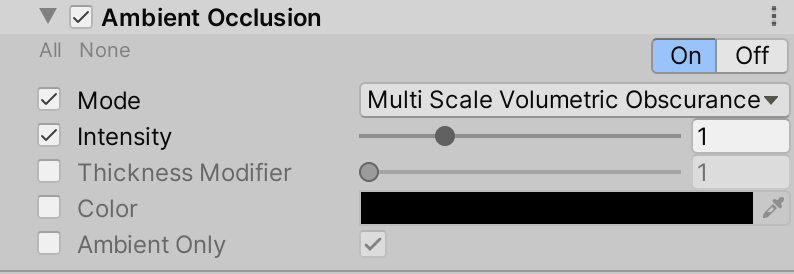 Ambient Occlusion
All None
On Off
Mode Multi Scale Volumetric Obscurance
Intensity 1
Thickness Modifier 1
Color
Ambient Only